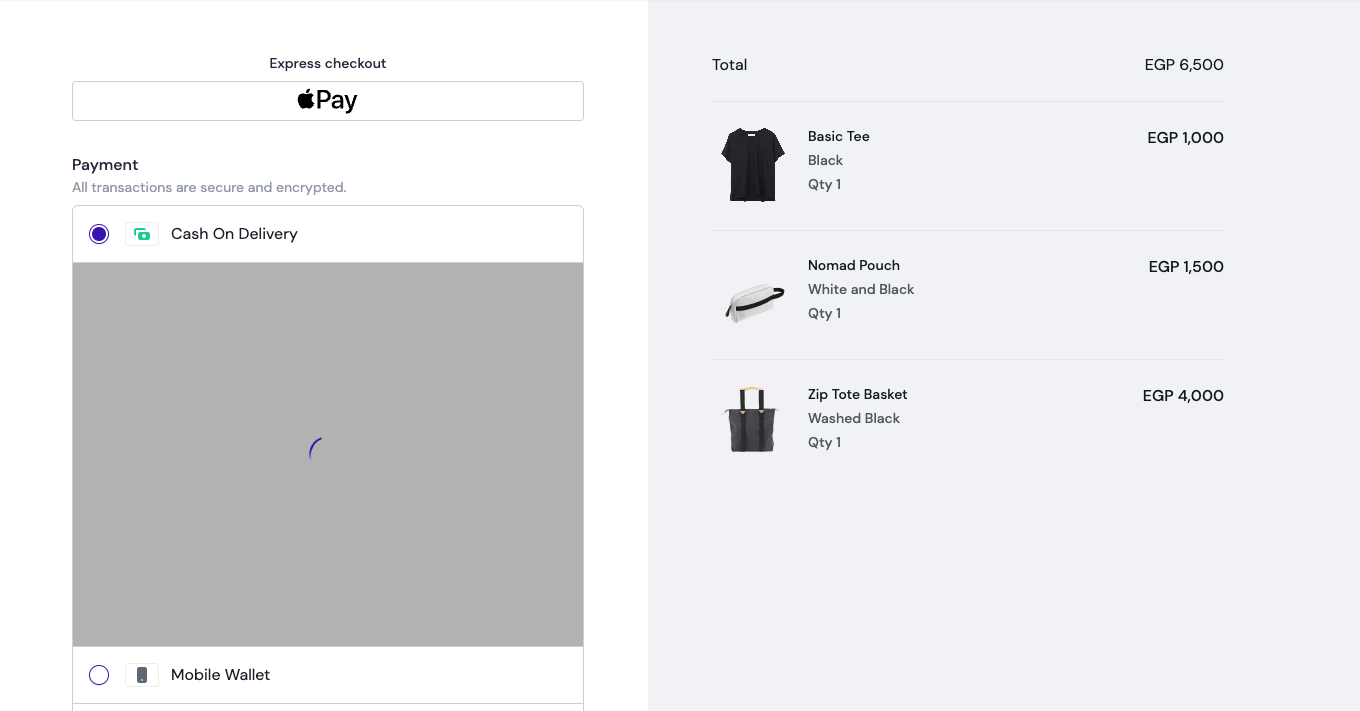 Express checkout
Pay
Payment
All transactions are secure and encrypted.
Cash On Delivery
Mobile Wallet
Total EGP 6,500
Basic Tee EGP 1,000
Black
Qty 1
Nomad Pouch EGP 1,500
White and Black
Qty 1
Zip Tote Basket EGP 4,000
Washed Black
Qty 1